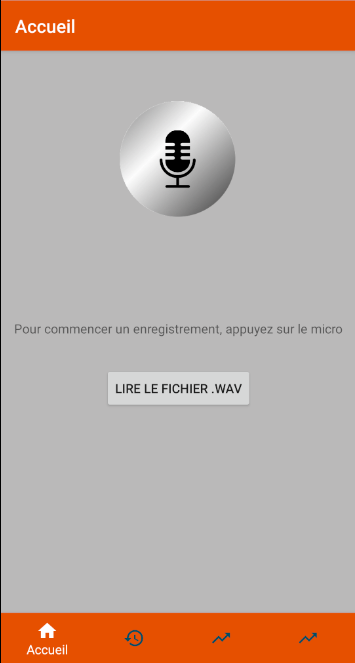 Accueil
Pour commencer un enregistrement, appuyez sur le micro
LIRE LE FICHIER .WAV
Accueil